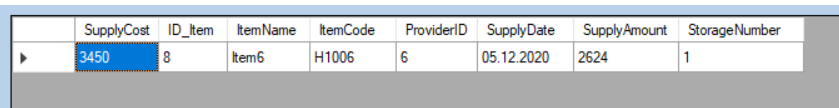 SupplyCost ID_Item ItemName ItemCode ProviderID SupplyDate SupplyAmount StorageNumber
3450 8 Item6 H1006 6 05.12.2020 2624 1